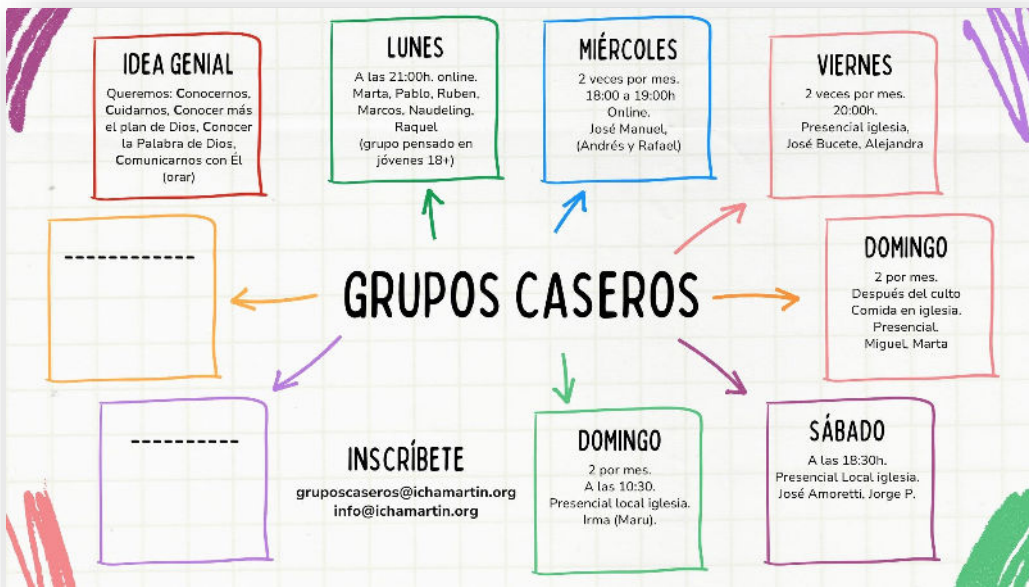 IDEA GENIAL
Queremos: Conocernos,
Cuidarnos, Conocer más
el plan de Dios, Conocer
la Palabra de Dios,
Comunicarnos con Él
(orar)
LUNES
A las 21:00h. online.
Marta, Pablo, Ruben,
Marcos, Naudeling.
Raquel
(grupo pensado en
jóvenes 18+)
MIÉRCOLES
2 veces por mes.
18:00 a 19:00h
Online.
José Manuel,
(Andrés y Rafael)
VIERNES
2 veces por mes.
20:00h.
Presencial iglesia,
José Bucete, Alejandra
------------
GRUPOS CASEROS
DOMINGO
2 por mes.
Después del culto
Comida en iglesia.
Presencial.
Miguel, Marta
----------
INSCRÍBETE
gruposcaseros@ichamartin.org
info@ichamartin.org
DOMINGO
2 por mes.
A las 10:30.
Presencial local iglesia.
Irma (Maru).
SÁBADO
A las 18:30h.
Presencial Local iglesia.
José Amoretti, Jorge P.